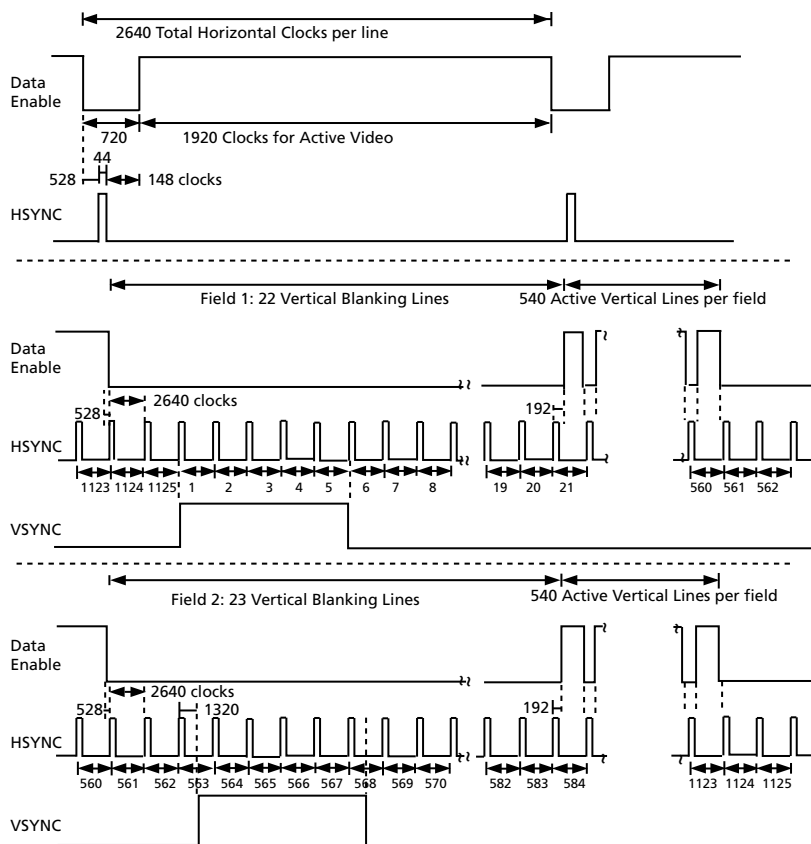 2640 Total Horizontal Clocks per line
Data
Enable
720
1920 Clocks for Active Video
44
528
148 clocks
HSYNC
Field 1: 22 Vertical Blanking Lines
540 Active Vertical Lines per field
Data
Enable
2640 clocks
528
192
HSYNC
1123 1124 1125 1 2 3 4 5 6 7 8 19 20 21 560 561 562
VSYNC
Field 2: 23 Vertical Blanking Lines
540 Active Vertical Lines per field
Data
Enable
2640 clocks
528
1320
192
HSYNC
560 561 562 553 564 565 566 567 568 569 570 582 583 584 1123 1124 1125
VSYNC